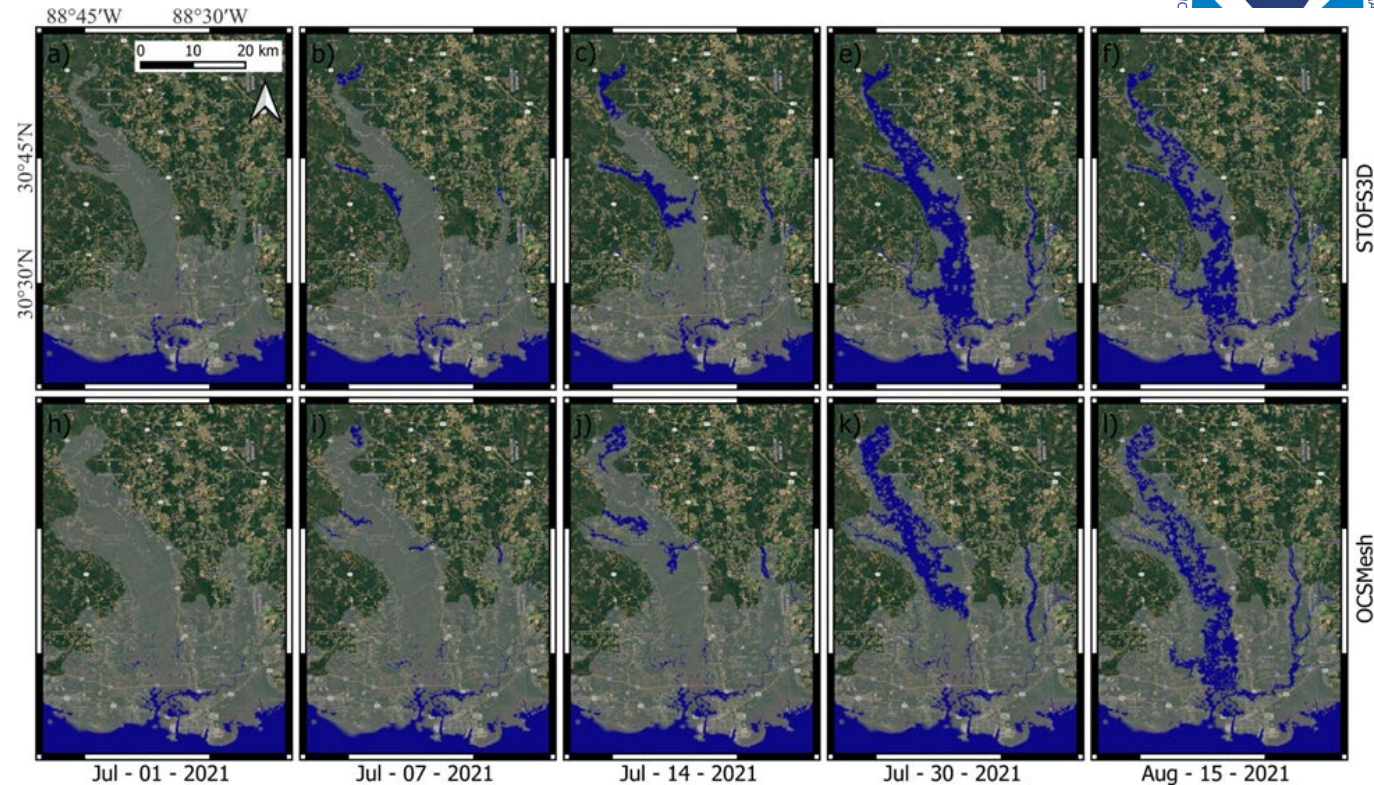 88°45'W 88°30'W
0 10 20 km
a) b) c) e) f)
30°45'N
30°30'N
STOFS3D
h) i) j) k) l)
OCSMesh
Jul - 01 - 2021 Jul - 07 - 2021 Jul - 14 - 2021 Jul - 30 - 2021 Aug - 15 - 2021